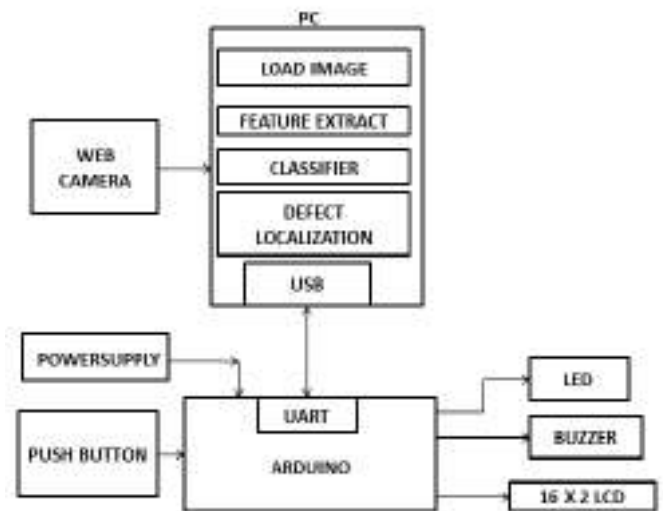 PC
LOAD IMAGE
FEATURE EXTRACT
CLASSIFIER
DEFECT
LOCALIZATION
USB
WEB
CAMERA
POWERSUPPLY
PUSH BUTTON
UART
ARDUINO
LED
BUZZER
16 X 2 LCD